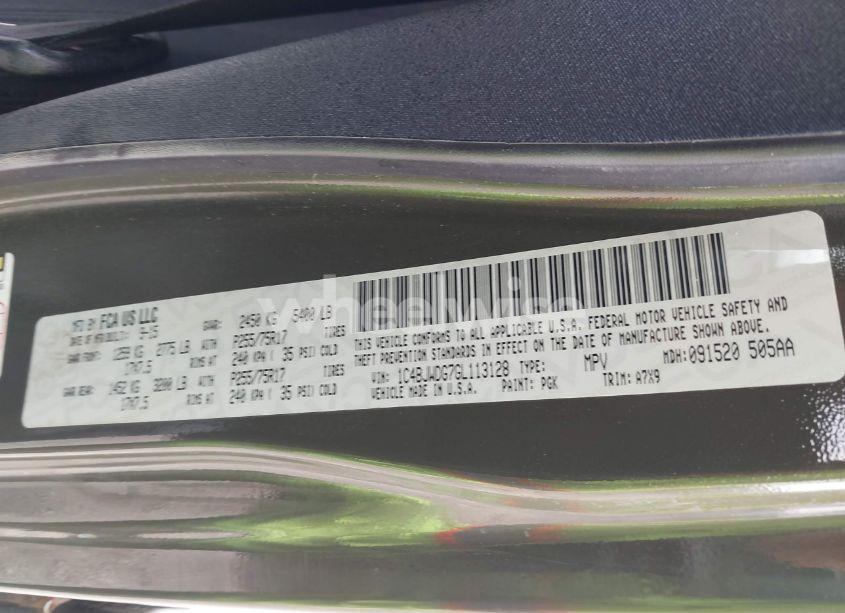 MFD BY FCA US LLC
DATE OF MFR(BUILT): 9-15 GVWR: 2450 KG 5400 LB
GAWR FRONT: 1259 KG 2775 LB WITH P255/75R17 TIRES
17X7.5 RIMS AT 240 KPA ( 35 PSI) COLD
GAWR REAR: 1452 KG 3200 LB WITH P255/75R17 TIRES
17X7.5 RIMS AT 240 KPA ( 35 PSI) COLD
THIS VEHICLE CONFORMS TO ALL APPLICABLE U.S.A. FEDERAL MOTOR VEHICLE SAFETY AND
THEFT PREVENTION STANDARDS IN EFFECT ON THE DATE OF MANUFACTURE SHOWN ABOVE.
VIN: 1C4BJWDG7GL113128 TYPE: MPV MDH: 091520 505AA
VEHICLE MADE IN U.S.A. PAINT: PGK TRIM: A7X9
wheelwise